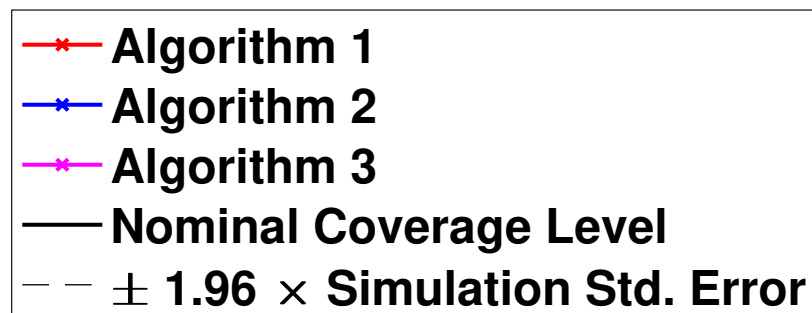 Algorithm 1
Algorithm 2
Algorithm 3
Nominal Coverage Level
± 1.96 × Simulation Std. Error